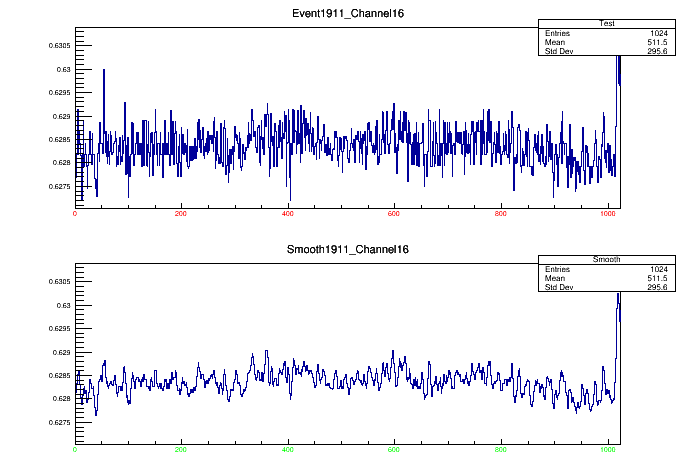 Event1911_Channel16
Test
Entries 1024
Mean 511.5
Std Dev 295.6
0.6305
0.63
0.6295
0.629
0.6285
0.628
0.6275
0 200 400 600 800 1000
Smooth1911_Channel16
Smooth
Entries 1024
Mean 511.5
Std Dev 295.6
0.6305
0.63
0.6295
0.629
0.6285
0.628
0.6275
0 200 400 600 800 1000